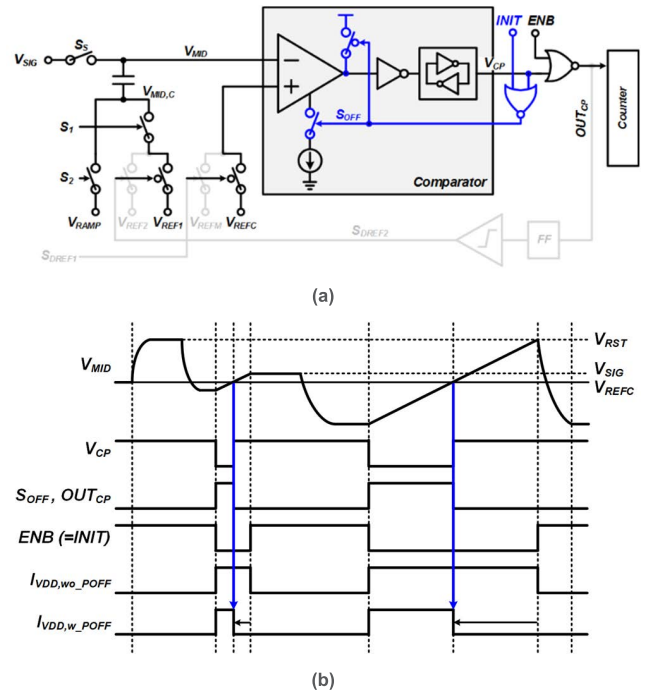 INIT ENB
V_SIG S_S V_MID V_CP
V_MID,C
S_OFF
OUT_CP
Counter
S_1
S_2
V_RAMP V_REF2 V_REF1 V_REFM V_REFC
Comparator
S_DREF2
S_DREF1
FF
(a)
V_MID
V_RST
V_SIG
V_REFC
V_CP
S_OFF , OUT_CP
ENB (=INIT)
I_VDD,wo_POFF
I_VDD,w_POFF
(b)